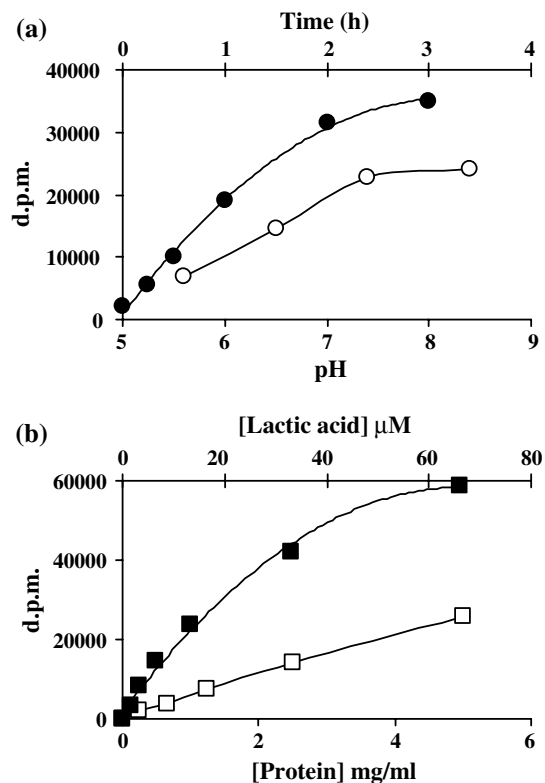 (a)
Time (h)
0 1 2 3 4
40000
30000
20000
10000
0
d.p.m.
5 6 7 8 9
pH
(b)
[Lactic acid] μM
0 20 40 60 80
60000
40000
20000
0
d.p.m.
0 2 4 6
[Protein] mg/ml